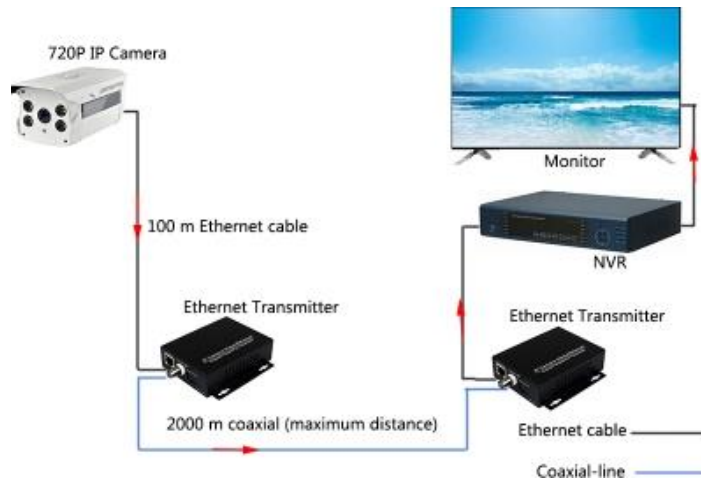 720P IP Camera
Monitor
100 m Ethernet cable
NVR
Ethernet Transmitter
Ethernet Transmitter
2000 m coaxial (maximum distance)
Ethernet cable
Coaxial-line